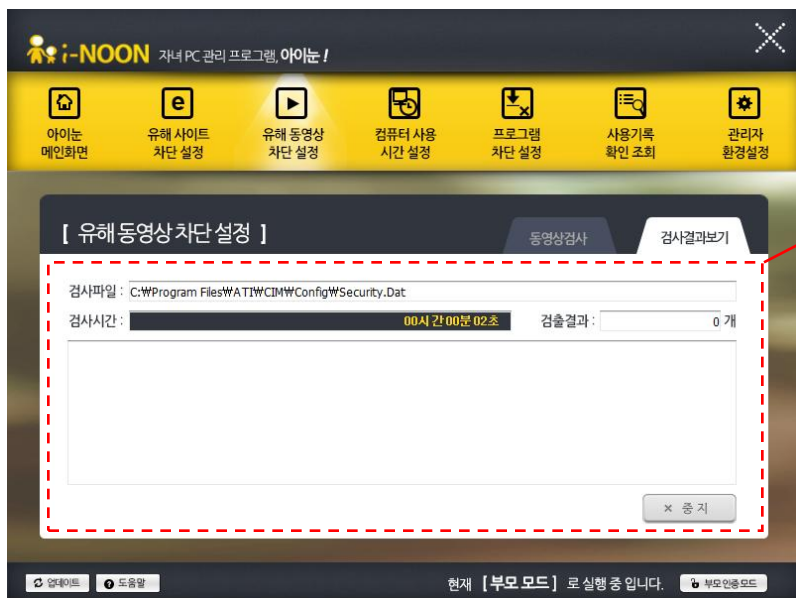 i-NOON 자녀 PC 관리 프로그램, 아이눈!
아이눈
메인화면
유해 사이트
차단 설정
유해 동영상
차단 설정
컴퓨터 사용
시간 설정
프로그램
차단 설정
사용기록
확인 조회
관리자
환경설정
[ 유해 동영상 차단 설정 ]
동영상검사
검사결과보기
검사파일 : C:₩Program Files₩ATI₩CIM₩Config₩Security.Dat
검사시간 : 00시간00분02초 검출결과 : 0 개
× 중 지
업데이트
도움말
현재 [부모 모드] 로 실행 중 입니다.
부모인증모드